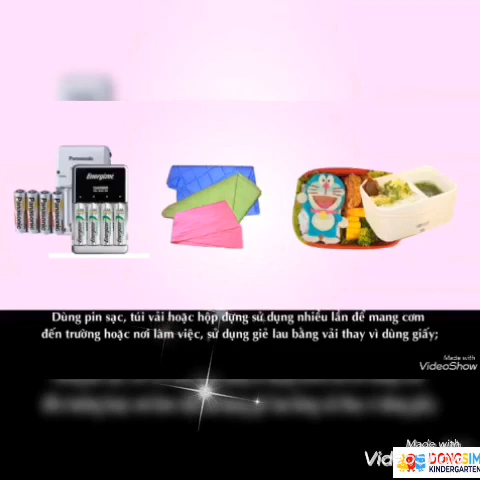 Panasonic
Energizer
Dùng pin sạc, túi vải hoặc hộp đựng sử dụng nhiều lần để mang cơm
đến trường hoặc nơi làm việc, sử dụng giẻ lau bằng vải thay vì dùng giấy;
Made with
VideoShow
Made with
DONGSIM
KINDERGARTEN